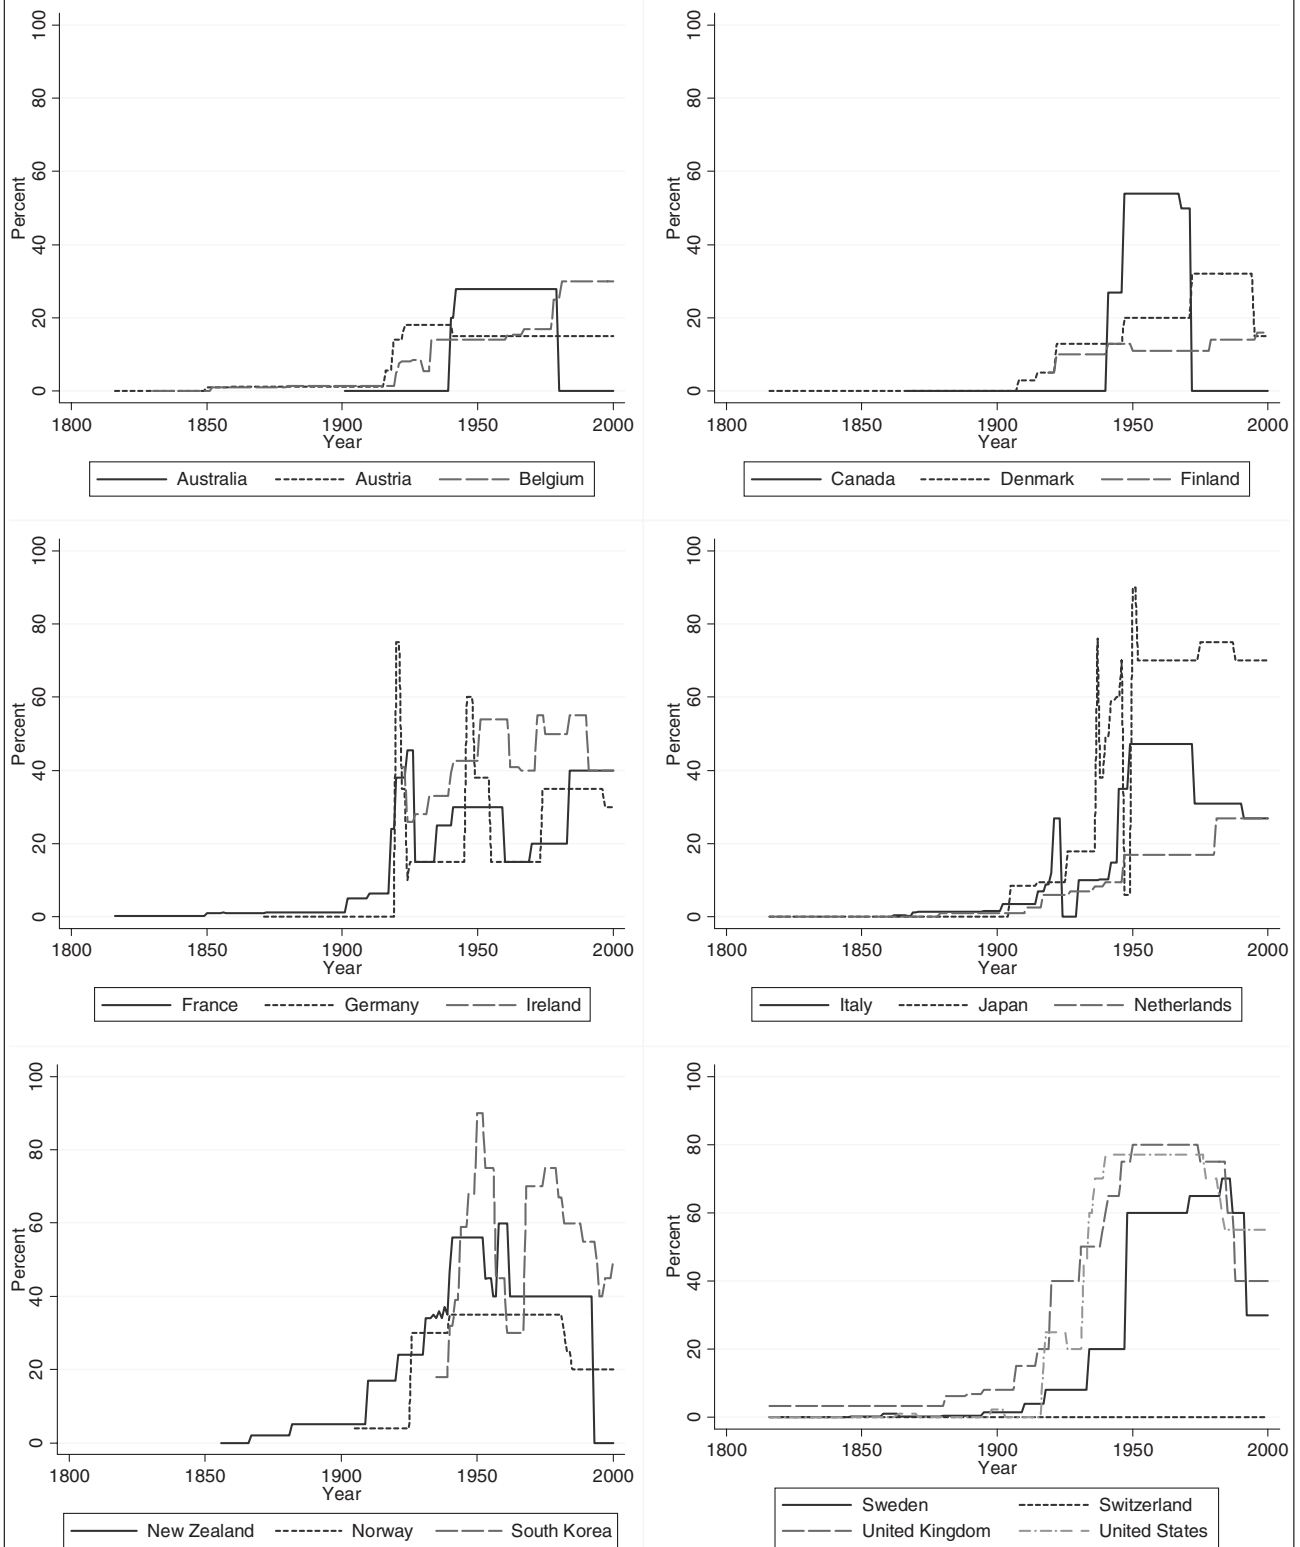 100
80
60
40
20
0
Percent
1800 1850 1900 1950 2000
Year
Australia Austria Belgium
100
80
60
40
20
0
Percent
1800 1850 1900 1950 2000
Year
Canada Denmark Finland
100
80
60
40
20
0
Percent
1800 1850 1900 1950 2000
Year
France Germany Ireland
100
80
60
40
20
0
Percent
1800 1850 1900 1950 2000
Year
Italy Japan Netherlands
100
80
60
40
20
0
Percent
1800 1850 1900 1950 2000
Year
New Zealand Norway South Korea
100
80
60
40
20
0
Percent
1800 1850 1900 1950 2000
Year
Sweden Switzerland
United Kingdom United States